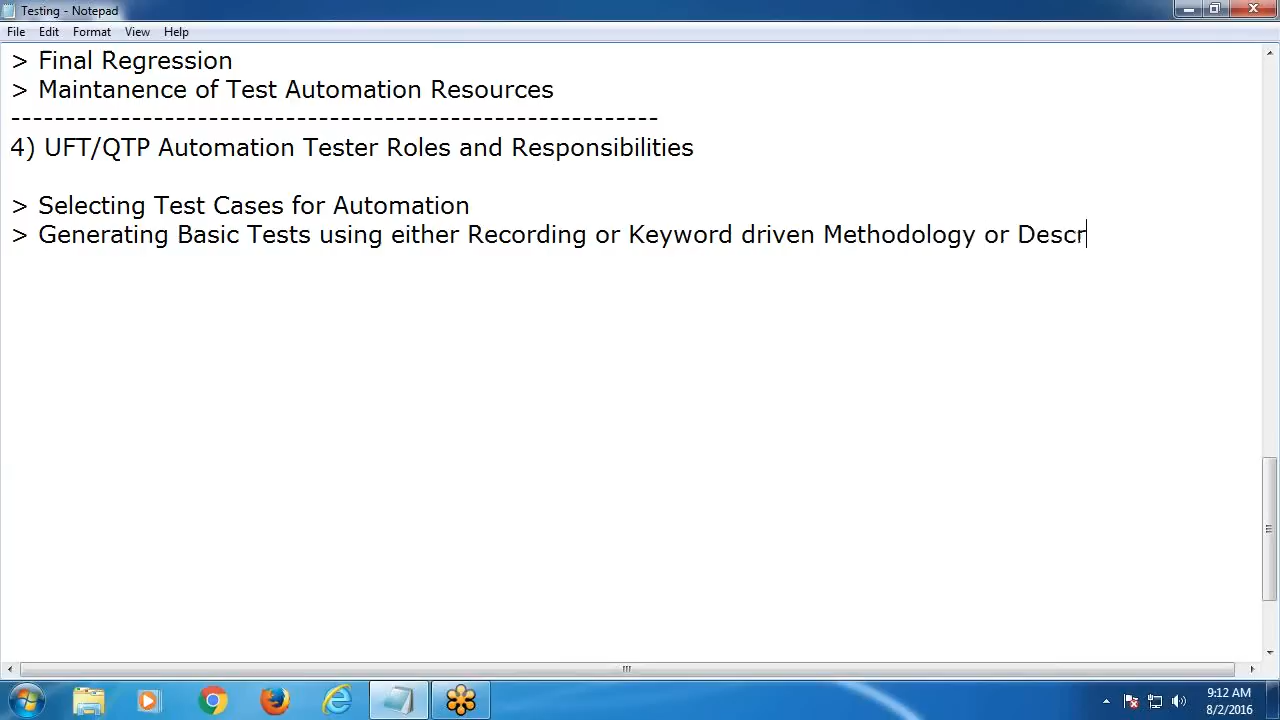 Testing - Notepad
File Edit Format View Help
> Final Regression
> Maintanence of Test Automation Resources
-----------------------------------------------------------
4) UFT/QTP Automation Tester Roles and Responsibilities
> Selecting Test Cases for Automation
> Generating Basic Tests using either Recording or Keyword driven Methodology or Descr
9:12 AM
8/2/2016